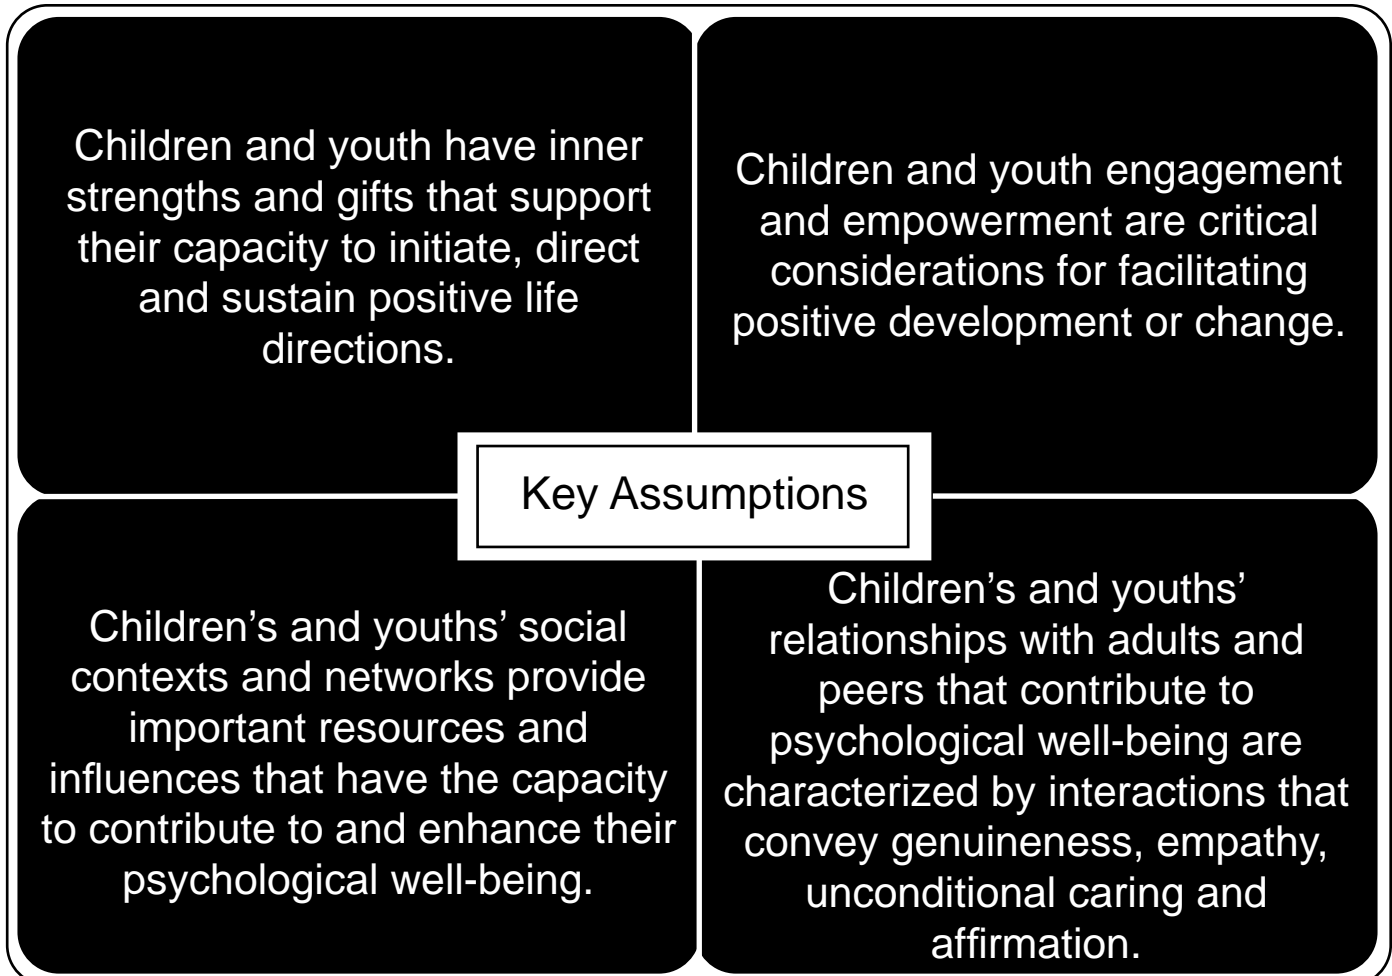 Children and youth have inner
strengths and gifts that support
their capacity to initiate, direct
and sustain positive life
directions.
Children and youth engagement
and empowerment are critical
considerations for facilitating
positive development or change.
Key Assumptions
Children’s and youths’ social
contexts and networks provide
important resources and
influences that have the capacity
to contribute to and enhance their
psychological well-being.
Children’s and youths’
relationships with adults and
peers that contribute to
psychological well-being are
characterized by interactions that
convey genuineness, empathy,
unconditional caring and
affirmation.